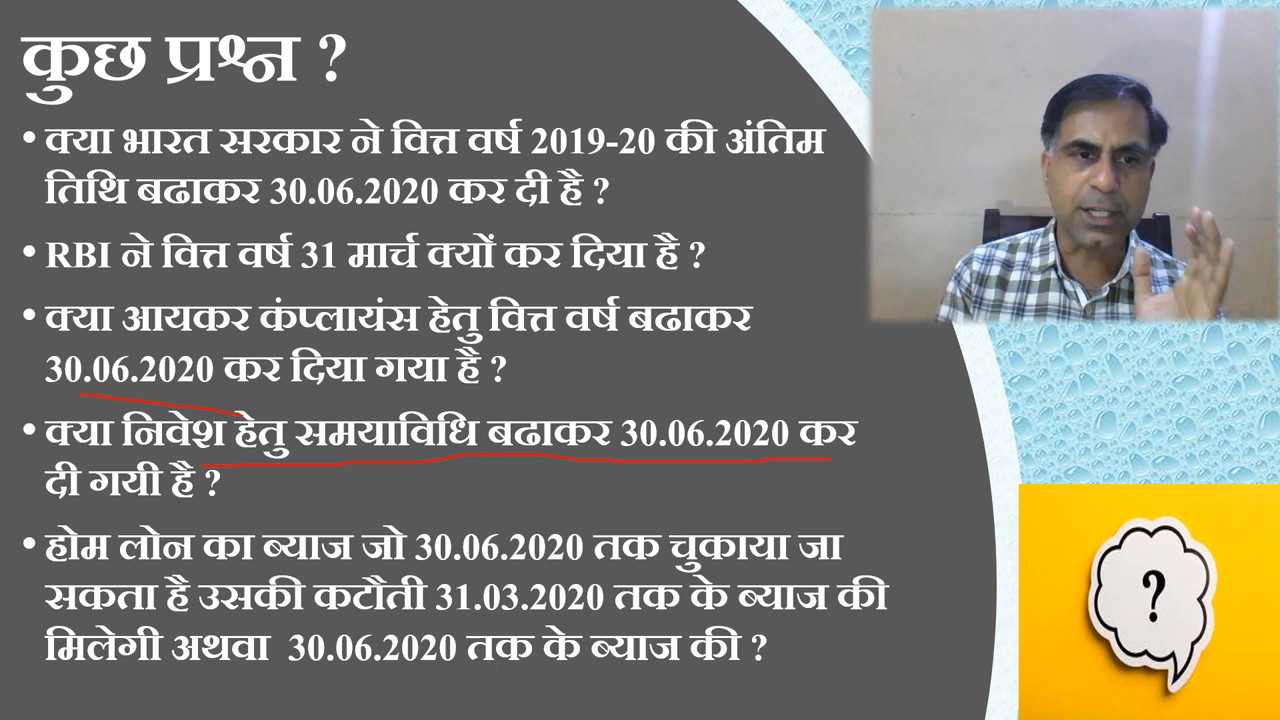 कुछ प्रश्न ?
• क्या भारत सरकार ने वित्त वर्ष 2019-20 की अंतिम
तिथि बढाकर 30.06.2020 कर दी है ?
• RBI ने वित्त वर्ष 31 मार्च क्यों कर दिया है ?
• क्या आयकर कंप्लायंस हेतु वित्त वर्ष बढाकर
30.06.2020 कर दिया गया है ?
• क्या निवेश हेतु समयाविधि बढाकर 30.06.2020 कर
दी गयी है ?
• होम लोन का ब्याज जो 30.06.2020 तक चुकाया जा
सकता है उसकी कटौती 31.03.2020 तक के ब्याज की
मिलेगी अथवा 30.06.2020 तक के ब्याज की ?
?